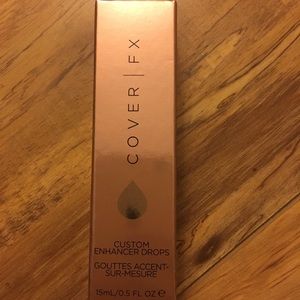 COVER | FX
CUSTOM
ENHANCER DROPS
GOUTTES ACCENT-
SUR-MESURE
15mL/0.5 FL OZ ℮